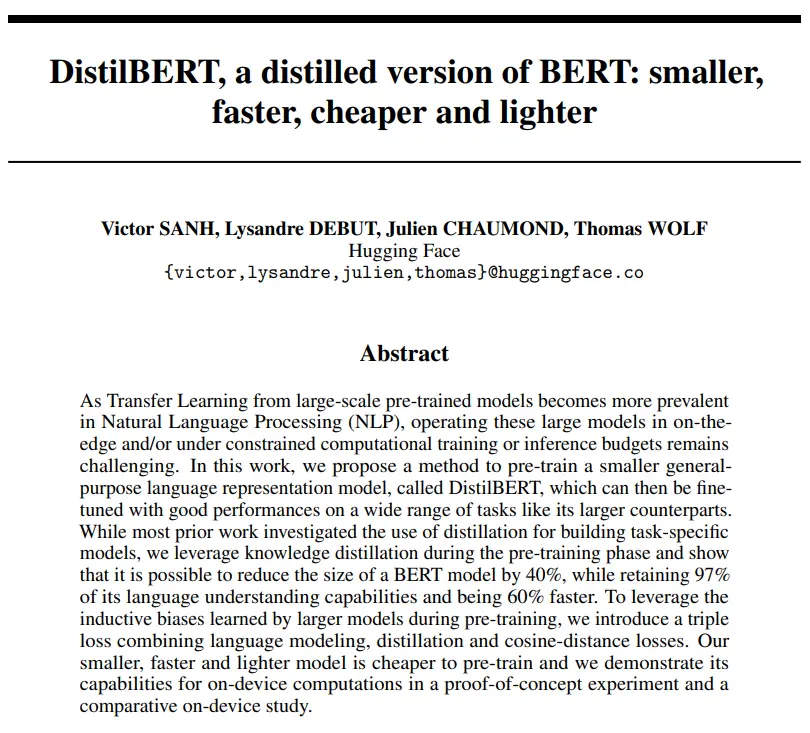 DistilBERT, a distilled version of BERT: smaller,
faster, cheaper and lighter
Victor SANH, Lysandre DEBUT, Julien CHAUMOND, Thomas WOLF
Hugging Face
{victor,lysandre,julien,thomas}@huggingface.co
Abstract
As Transfer Learning from large-scale pre-trained models becomes more prevalent
in Natural Language Processing (NLP), operating these large models in on-the-
edge and/or under constrained computational training or inference budgets remains
challenging. In this work, we propose a method to pre-train a smaller general-
purpose language representation model, called DistilBERT, which can then be fine-
tuned with good performances on a wide range of tasks like its larger counterparts.
While most prior work investigated the use of distillation for building task-specific
models, we leverage knowledge distillation during the pre-training phase and show
that it is possible to reduce the size of a BERT model by 40%, while retaining 97%
of its language understanding capabilities and being 60% faster. To leverage the
inductive biases learned by larger models during pre-training, we introduce a triple
loss combining language modeling, distillation and cosine-distance losses. Our
smaller, faster and lighter model is cheaper to pre-train and we demonstrate its
capabilities for on-device computations in a proof-of-concept experiment and a
comparative on-device study.